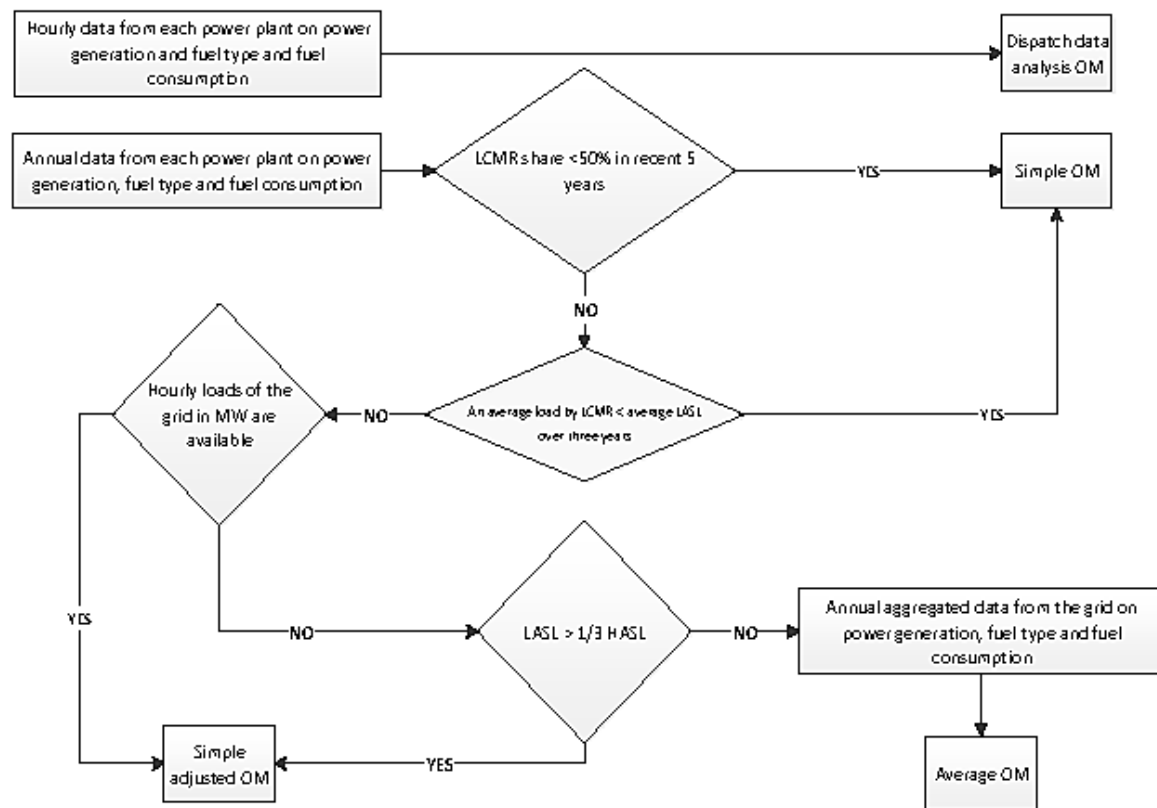 Hourly data from each power plant on power
generation and fuel type and fuel
consumption
Dispatch data
analysis OM
Annual data from each power plant on power
generation, fuel type and fuel consumption
LCMR share <50% in recent 5
years
YES
Simple OM
NO
Hourly loads of the
grid in MW are
available
NO
An average load by LCMR < average LASL
over three years
YES
YES
NO
LASL > 1/3 HASL
NO
Annual aggregated data from the grid on
power generation, fuel type and fuel
consumption
Simple
adjusted OM
YES
Average OM